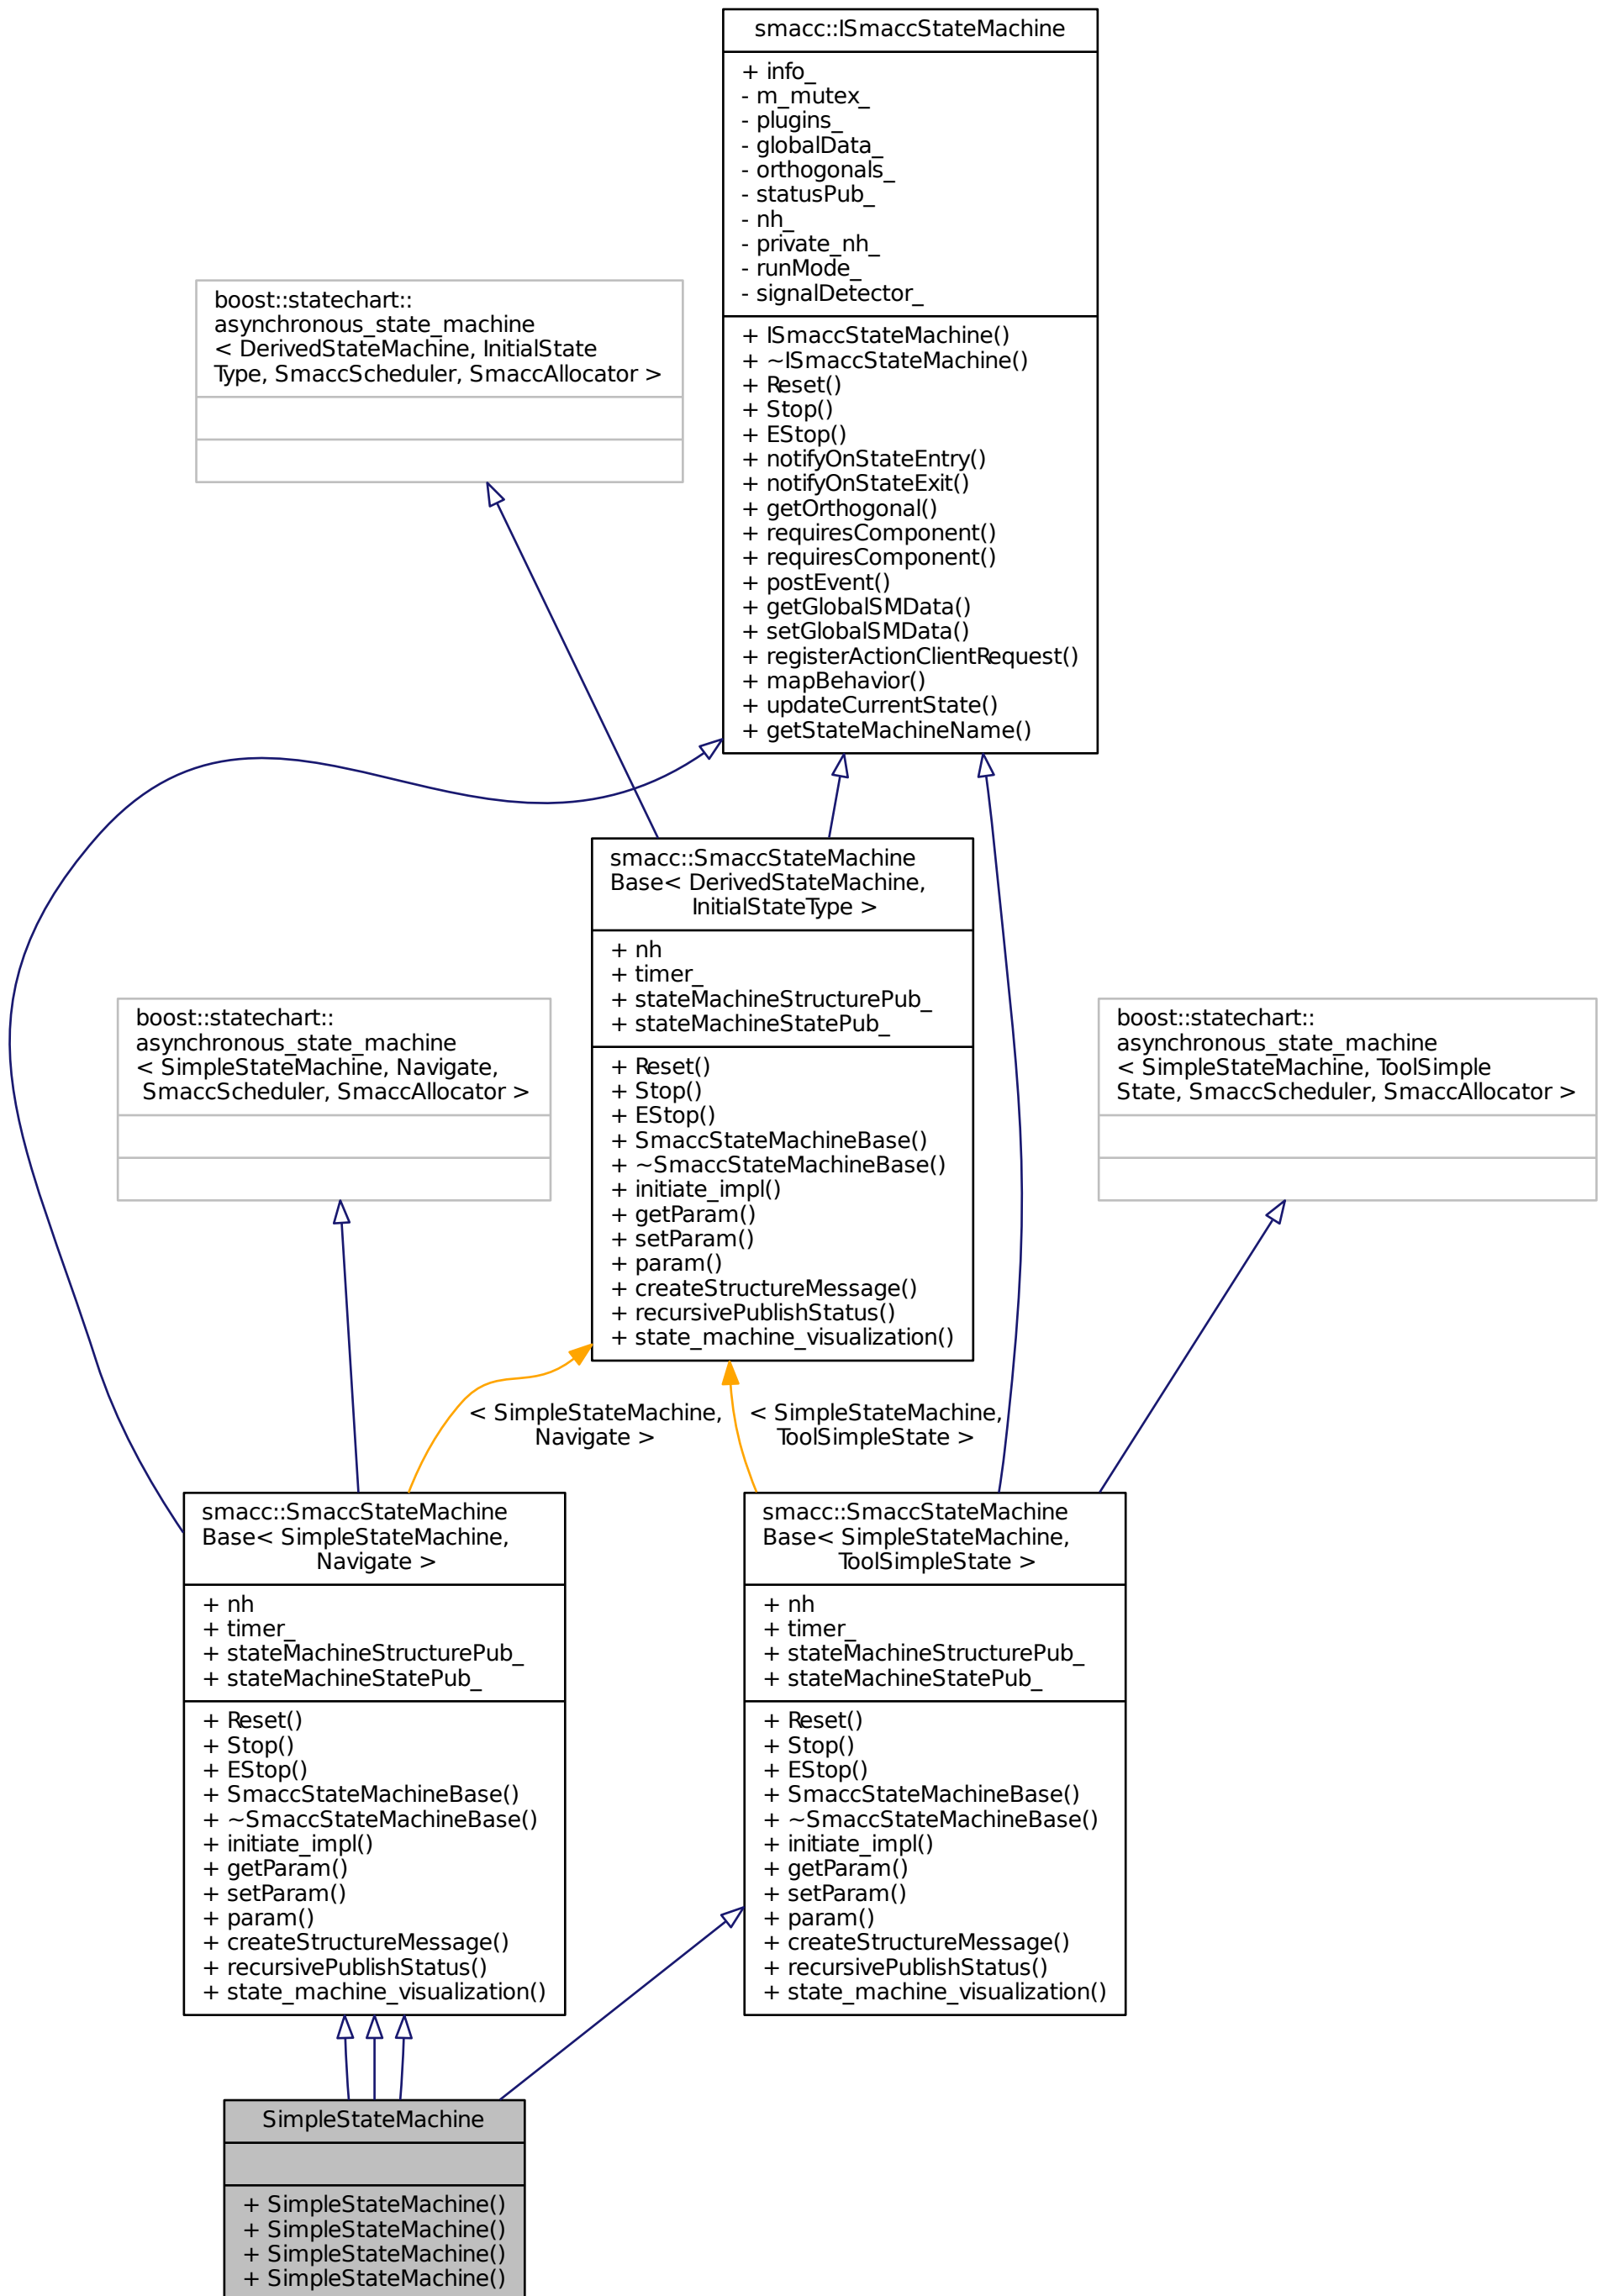 smacc::ISmaccStateMachine
+ info_
- m_mutex_
- plugins_
- globalData_
- orthogonals_
- statusPub_
- nh_
- private_nh_
- runMode_
- signalDetector_
+ ISmaccStateMachine()
+ ~ISmaccStateMachine()
+ Reset()
+ Stop()
+ EStop()
+ notifyOnStateEntry()
+ notifyOnStateExit()
+ getOrthogonal()
+ requiresComponent()
+ requiresComponent()
+ postEvent()
+ getGlobalSMData()
+ setGlobalSMData()
+ registerActionClientRequest()
+ mapBehavior()
+ updateCurrentState()
+ getStateMachineName()
boost::statechart::
asynchronous_state_machine
< DerivedStateMachine, InitialState
Type, SmaccScheduler, SmaccAllocator >
smacc::SmaccStateMachine
Base< DerivedStateMachine,
InitialStateType >
+ nh
+ timer_
+ stateMachineStructurePub_
+ stateMachineStatePub_
+ Reset()
+ Stop()
+ EStop()
+ SmaccStateMachineBase()
+ ~SmaccStateMachineBase()
+ initiate_impl()
+ getParam()
+ setParam()
+ param()
+ createStructureMessage()
+ recursivePublishStatus()
+ state_machine_visualization()
boost::statechart::
asynchronous_state_machine
< SimpleStateMachine, Navigate,
SmaccScheduler, SmaccAllocator >
boost::statechart::
asynchronous_state_machine
< SimpleStateMachine, ToolSimple
State, SmaccScheduler, SmaccAllocator >
< SimpleStateMachine,
Navigate >
< SimpleStateMachine,
ToolSimpleState >
smacc::SmaccStateMachine
Base< SimpleStateMachine,
Navigate >
+ nh
+ timer_
+ stateMachineStructurePub_
+ stateMachineStatePub_
+ Reset()
+ Stop()
+ EStop()
+ SmaccStateMachineBase()
+ ~SmaccStateMachineBase()
+ initiate_impl()
+ getParam()
+ setParam()
+ param()
+ createStructureMessage()
+ recursivePublishStatus()
+ state_machine_visualization()
smacc::SmaccStateMachine
Base< SimpleStateMachine,
ToolSimpleState >
+ nh
+ timer_
+ stateMachineStructurePub_
+ stateMachineStatePub_
+ Reset()
+ Stop()
+ EStop()
+ SmaccStateMachineBase()
+ ~SmaccStateMachineBase()
+ initiate_impl()
+ getParam()
+ setParam()
+ param()
+ createStructureMessage()
+ recursivePublishStatus()
+ state_machine_visualization()
SimpleStateMachine
+ SimpleStateMachine()
+ SimpleStateMachine()
+ SimpleStateMachine()
+ SimpleStateMachine()